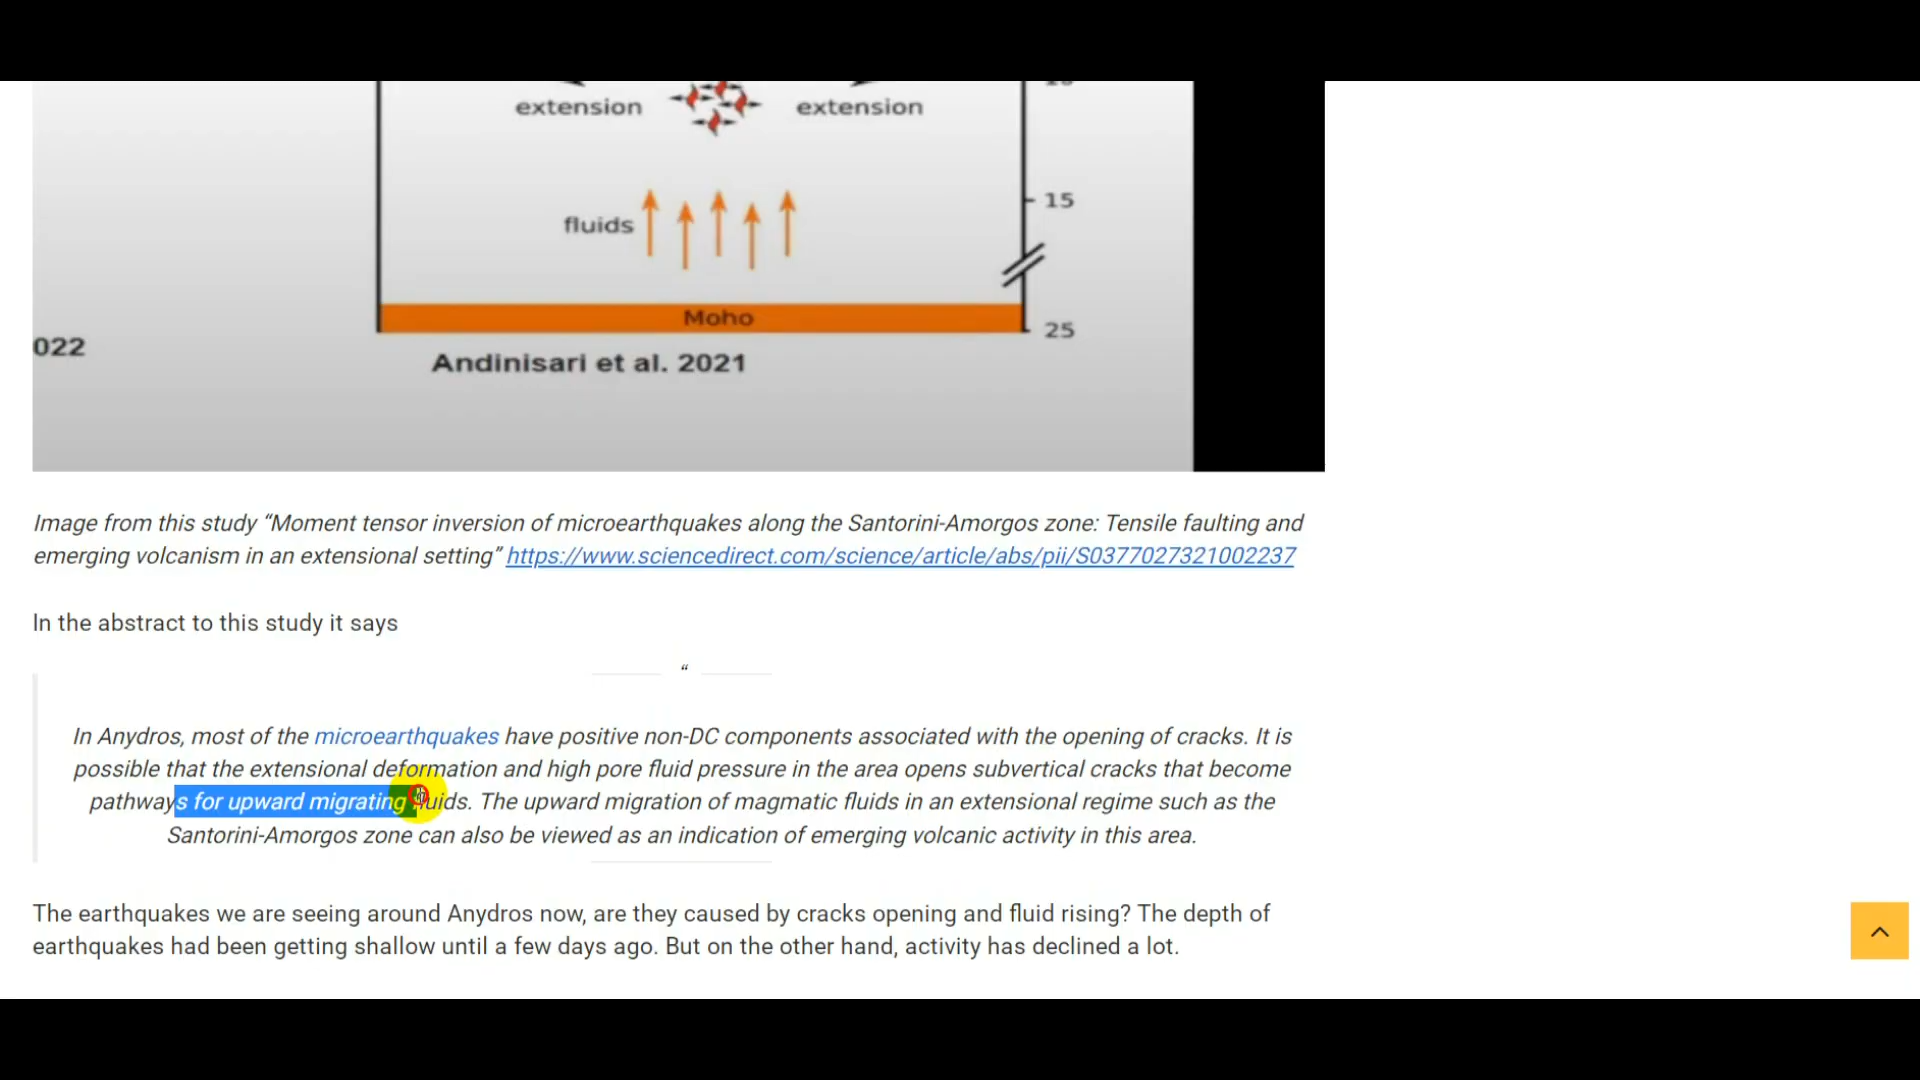 extension extension
15
fluids
Moho
25
022
Andinisari et al. 2021
Image from this study “Moment tensor inversion of microearthquakes along the Santorini-Amorgos zone: Tensile faulting and
emerging volcanism in an extensional setting” https://www.sciencedirect.com/science/article/abs/pii/S0377027321002237
In the abstract to this study it says
“
In Anydros, most of the microearthquakes have positive non-DC components associated with the opening of cracks. It is
possible that the extensional deformation and high pore fluid pressure in the area opens subvertical cracks that become
pathways for upward migrating fluids. The upward migration of magmatic fluids in an extensional regime such as the
Santorini-Amorgos zone can also be viewed as an indication of emerging volcanic activity in this area.
The earthquakes we are seeing around Anydros now, are they caused by cracks opening and fluid rising? The depth of
earthquakes had been getting shallow until a few days ago. But on the other hand, activity has declined a lot.